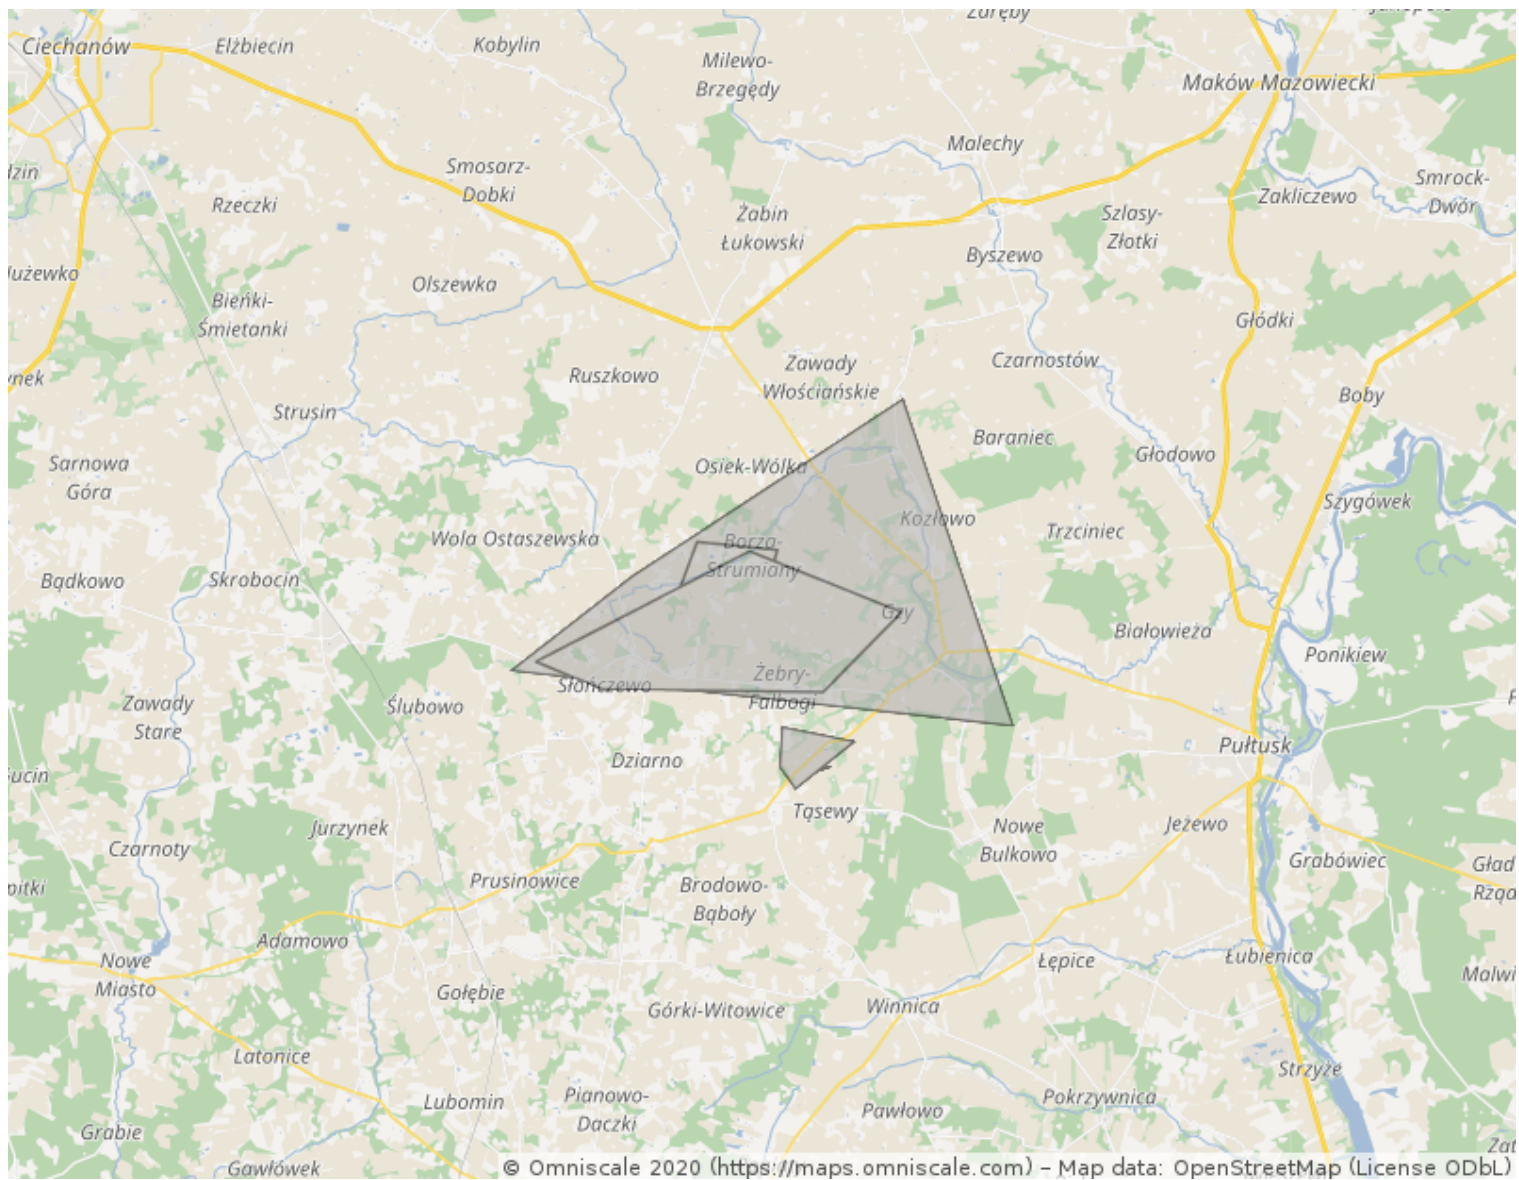 Zaręby
Ciechanów
Elżbiecin
Kobylin
Milewo-
Brzegędy
Maków Mazowiecki
Malechy
Smosarz-
Dobki
Smrock-
Dwór
Zakliczewo
Rzeczki
Żabin
Łukowski
Szlasy-
Złotki
Byszewo
Olszewka
Bieńki-
Śmietanki
Głódki
Zawady
Włościańskie
Czarnostów
Ruszkowo
Boby
Strusin
Baraniec
Głodowo
Sarnowa
Góra
Osiek-Wólka
Szygówek
Kozłowo
Trzciniec
Wola Ostaszewska
Borza-
Strumiany
Bądkowo
Skrobocin
Gzy
Białowieża
Ponikiew
Słończewo
Żebry-
Falbogi
Zawady
Stare
Ślubowo
Pułtusk
Dziarno
Tąsewy
Jurzynek
Nowe
Bulkowo
Jeżewo
Czarnoty
Grabówiec
Prusinowice
Brodowo-
Bąboły
Adamowo
Nowe
Miasto
Łępice
Łubienica
Gołębie
Górki-Witowice
Winnica
Latonice
Strzyże
Lubomin
Pianowo-
Daczki
Pawłowo
Pokrzywnica
Grabie
Gawłówek
© Omniscale 2020 (https://maps.omniscale.com) – Map data: OpenStreetMap (License ODbL)